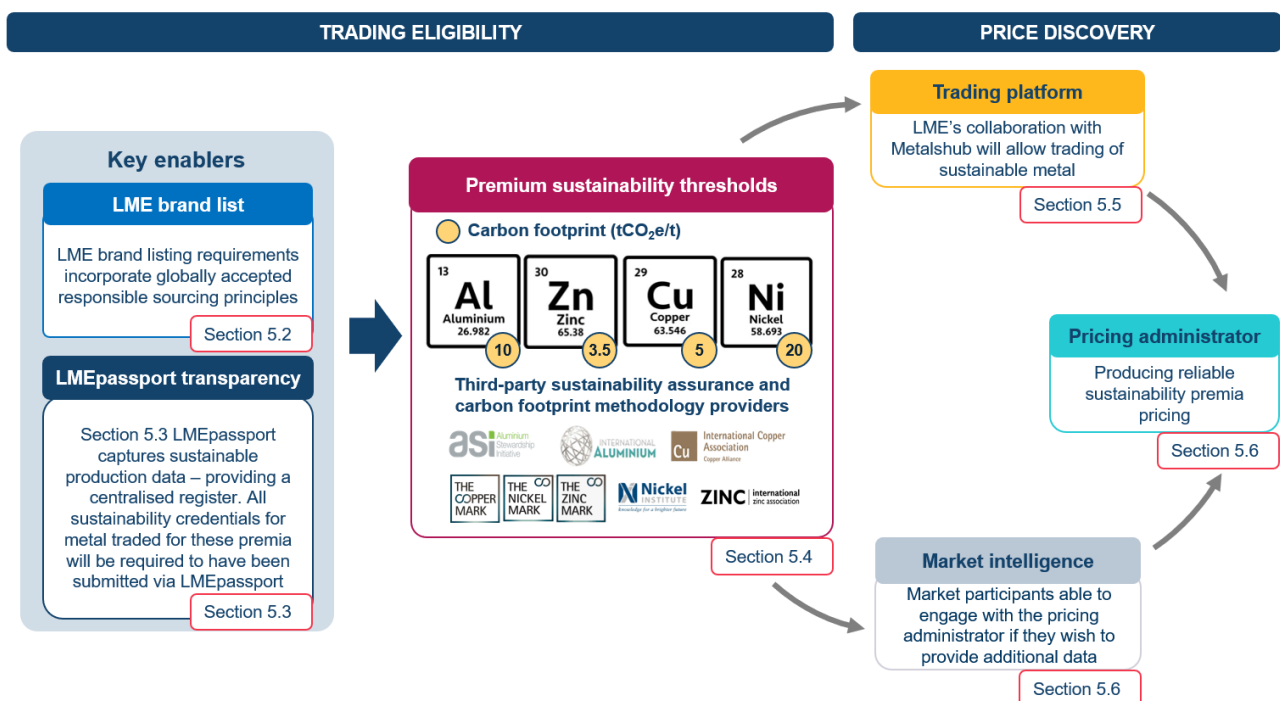 TRADING ELIGIBILITY
PRICE DISCOVERY
Key enablers
LME brand list
LME brand listing requirements
incorporate globally accepted
responsible sourcing principles
Section 5.2
LMEpassport transparency
Section 5.3 LMEpassport
captures sustainable
production data – providing a
centralised register. All
sustainability credentials for
metal traded for these premia
will be required to have been
submitted via LMEpassport
Section 5.3
Premium sustainability thresholds
Carbon footprint (tCO₂e/t)
13
Al
Aluminium
26.982
10
30
Zn
Zinc
65.38
3.5
29
Cu
Copper
63.546
5
28
Ni
Nickel
58.693
20
Third-party sustainability assurance and
carbon footprint methodology providers
asi
Aluminium
Stewardship
Initiative
INTERNATIONAL
ALUMINIUM
Cu
International Copper
Association
Copper Alliance
THE
COPPER
MARK
THE
NICKEL
MARK
THE
ZINC
MARK
Nickel
INSTITUTE
Knowledge for a brighter future
ZINC
international
zinc association
Section 5.4
Trading platform
LME’s collaboration with
Metalshub will allow trading of
sustainable metal
Section 5.5
Pricing administrator
Producing reliable
sustainability premia
pricing
Section 5.6
Market intelligence
Market participants able to
engage with the pricing
administrator if they wish to
provide additional data
Section 5.6